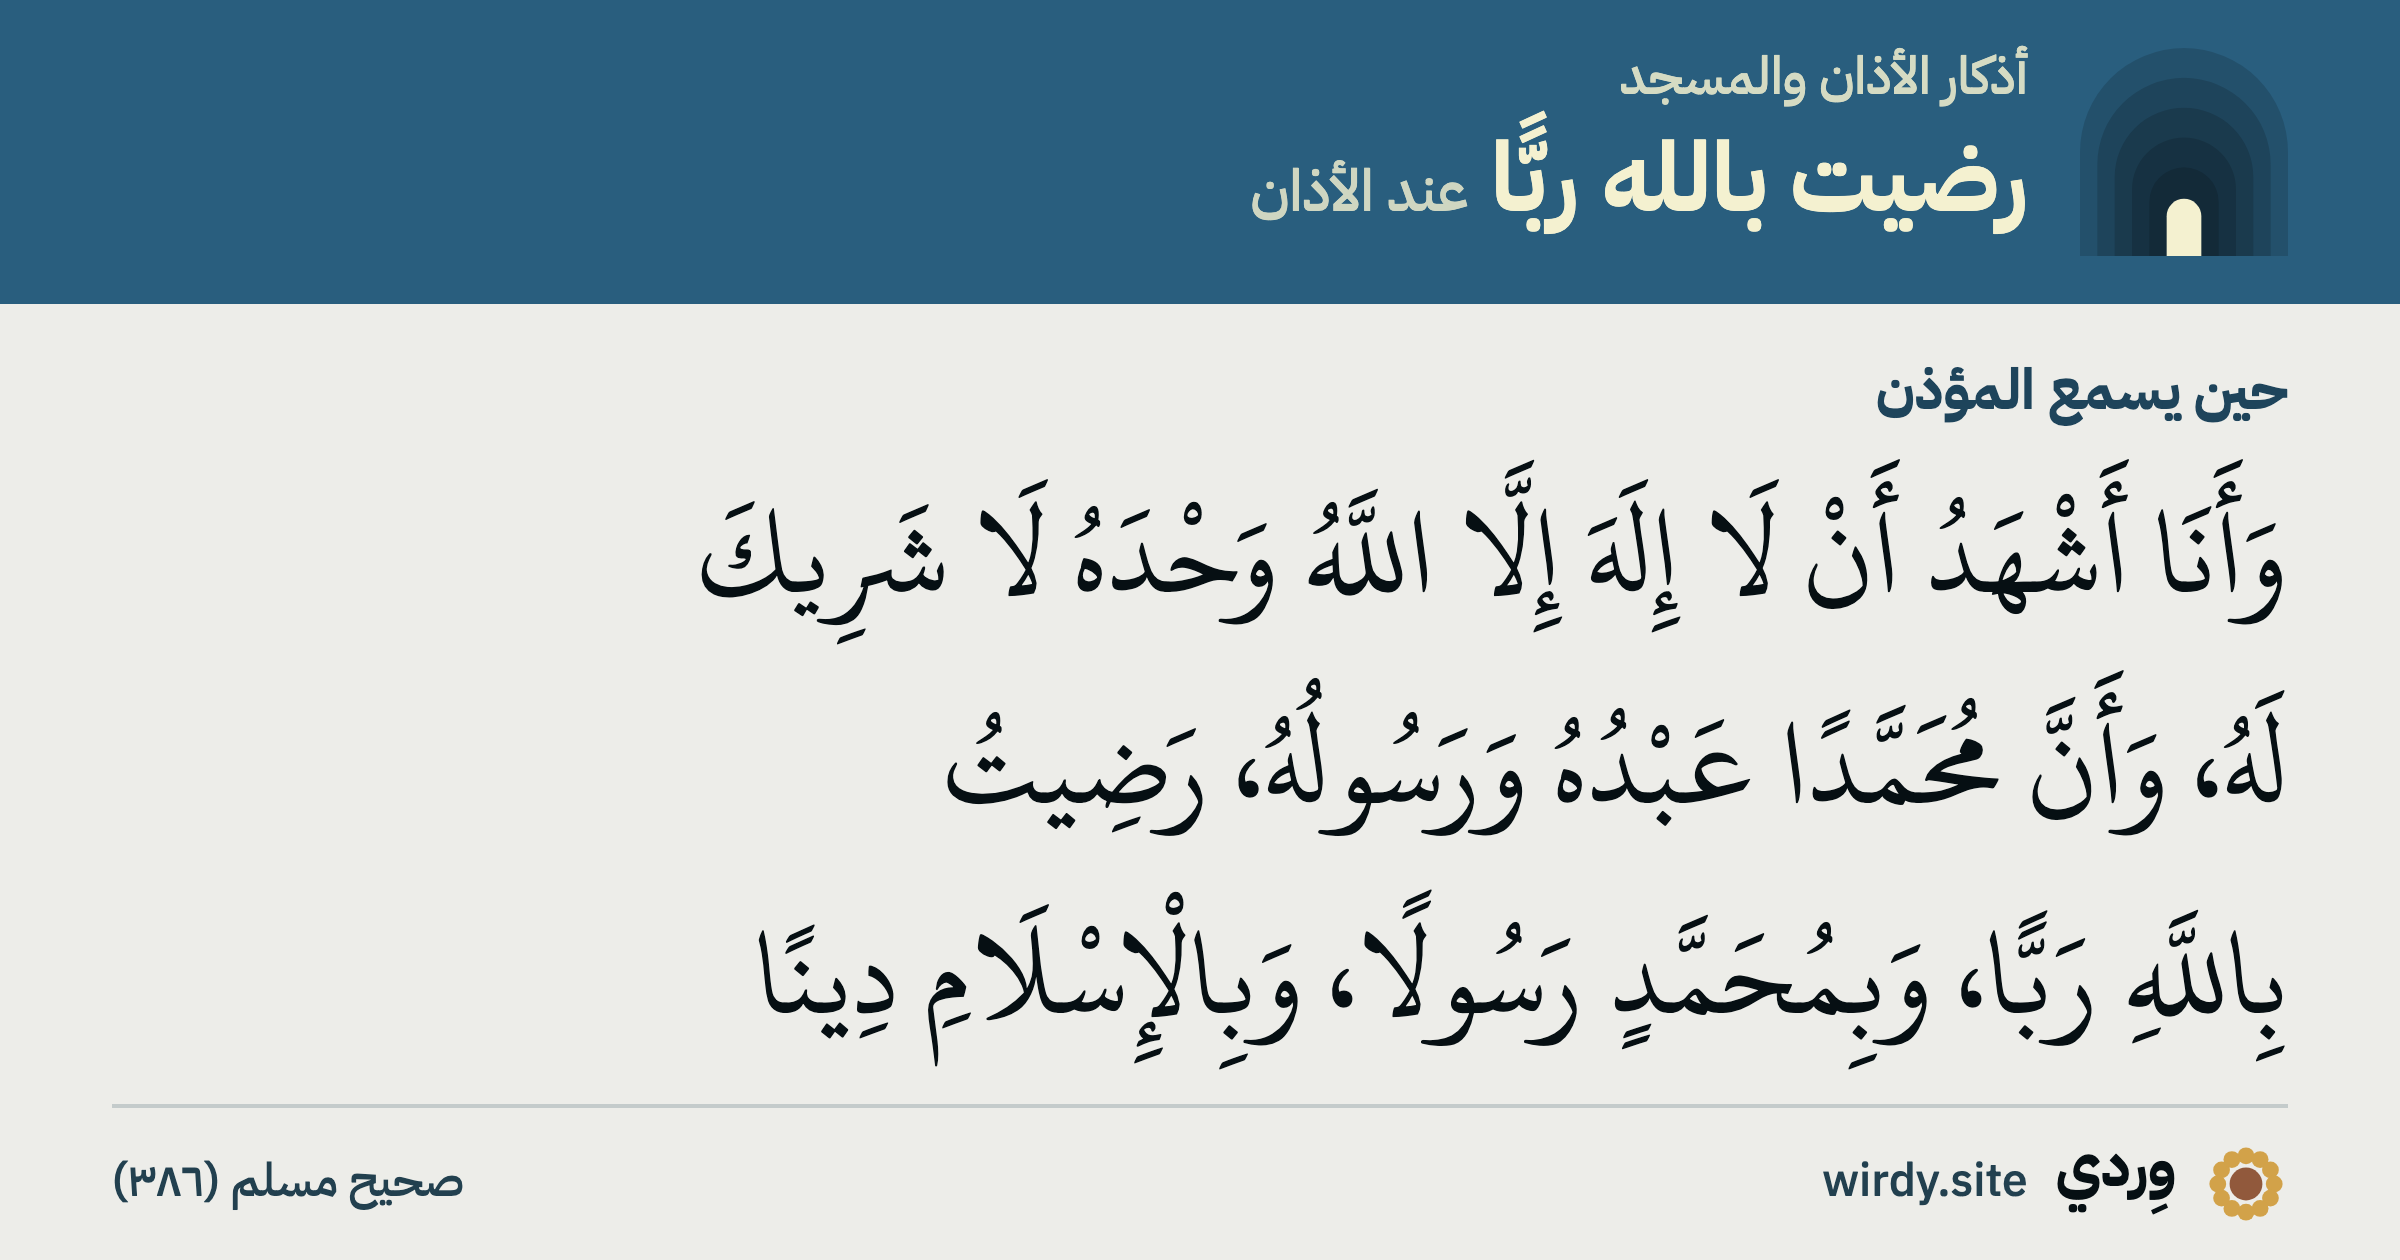 أذكار الأذان والمسجد
رضيت بالله ربًّا عند الأذان
حين يسمع المؤذن
وَأَنَا أَشْهَدُ أَنْ لَا إِلَهَ إِلَّا اللَّهُ وَحْدَهُ لَا شَرِيكَ
لَهُ، وَأَنَّ مُحَمَّدًا عَبْدُهُ وَرَسُولُهُ، رَضِيتُ
بِاللَّهِ رَبًّا، وَبِمُحَمَّدٍ رَسُولًا، وَبِالْإِسْلَامِ دِينًا
وِردي wirdy.site
صحيح مسلم (٣٨٦)